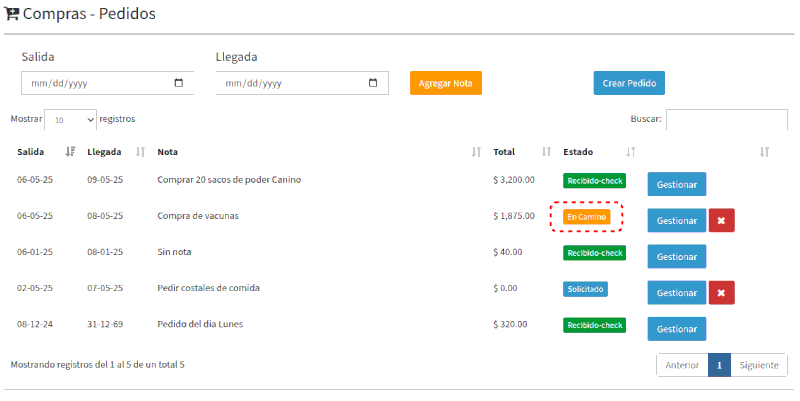 Compras - Pedidos
Salida Llegada
mm/dd/yyyy mm/dd/yyyy Agregar Nota Crear Pedido
Mostrar 10 registros Buscar:
Salida Llegada Nota Total Estado
06-05-25 09-05-25 Comprar 20 sacos de poder Canino $ 3,200.00 Recibido-check Gestionar
06-05-25 08-05-25 Compra de vacunas $ 1,875.00 En Camino Gestionar
06-01-25 08-01-25 Sin nota $ 40.00 Recibido-check Gestionar
02-05-25 07-05-25 Pedir costales de comida $ 0.00 Solicitado Gestionar
08-12-24 31-12-69 Pedido del dia Lunes $ 320.00 Recibido-check Gestionar
Mostrando registros del 1 al 5 de un total 5 Anterior 1 Siguiente